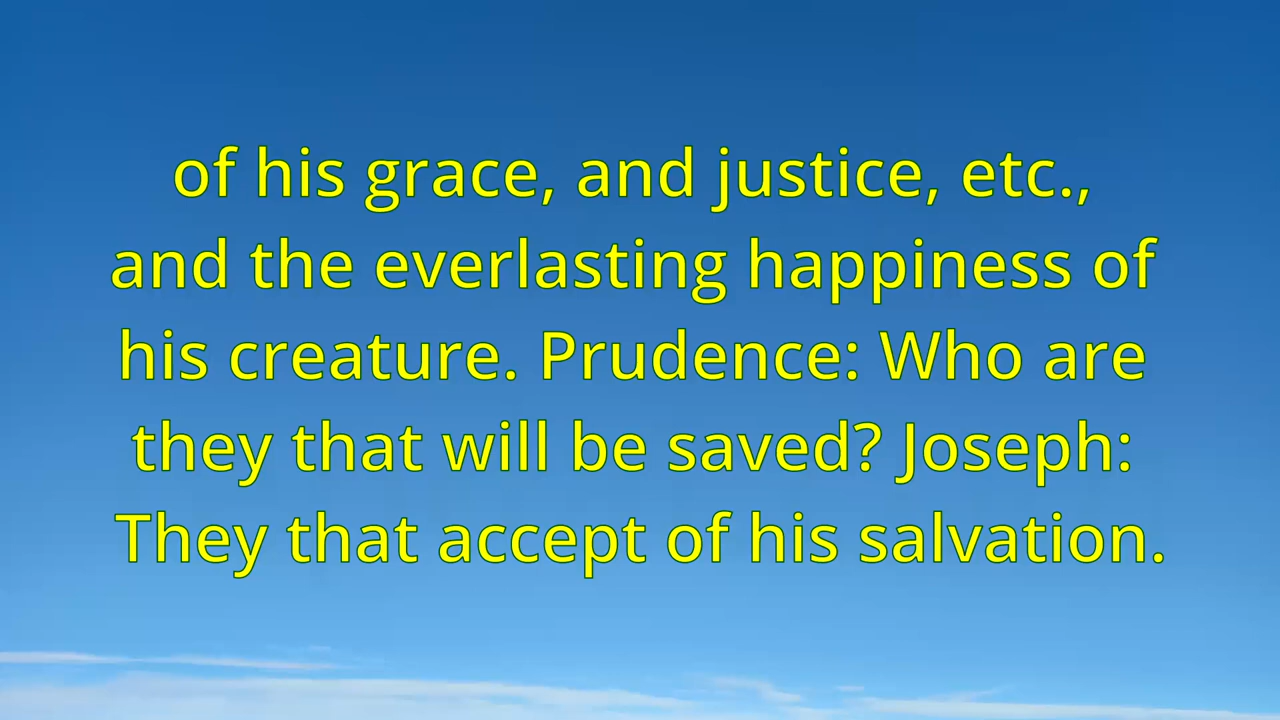 of his grace, and justice, etc.,
and the everlasting happiness of
his creature. Prudence: Who are
they that will be saved? Joseph:
They that accept of his salvation.